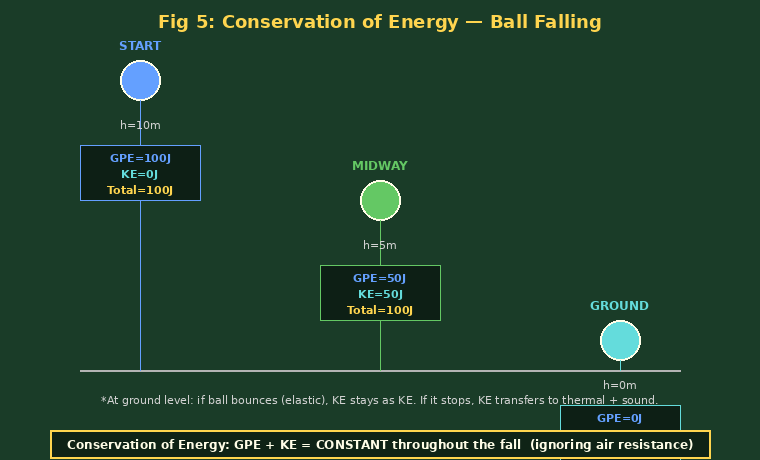 Fig 5: Conservation of Energy — Ball Falling
START
h=10m
GPE=100J
KE=0J
Total=100J
MIDWAY
h=5m
GPE=50J
KE=50J
Total=100J
GROUND
h=0m
*At ground level: if ball bounces (elastic), KE stays as KE. If it stops, KE transfers to thermal + sound.
GPE=0J
Conservation of Energy: GPE + KE = CONSTANT throughout the fall (ignoring air resistance)